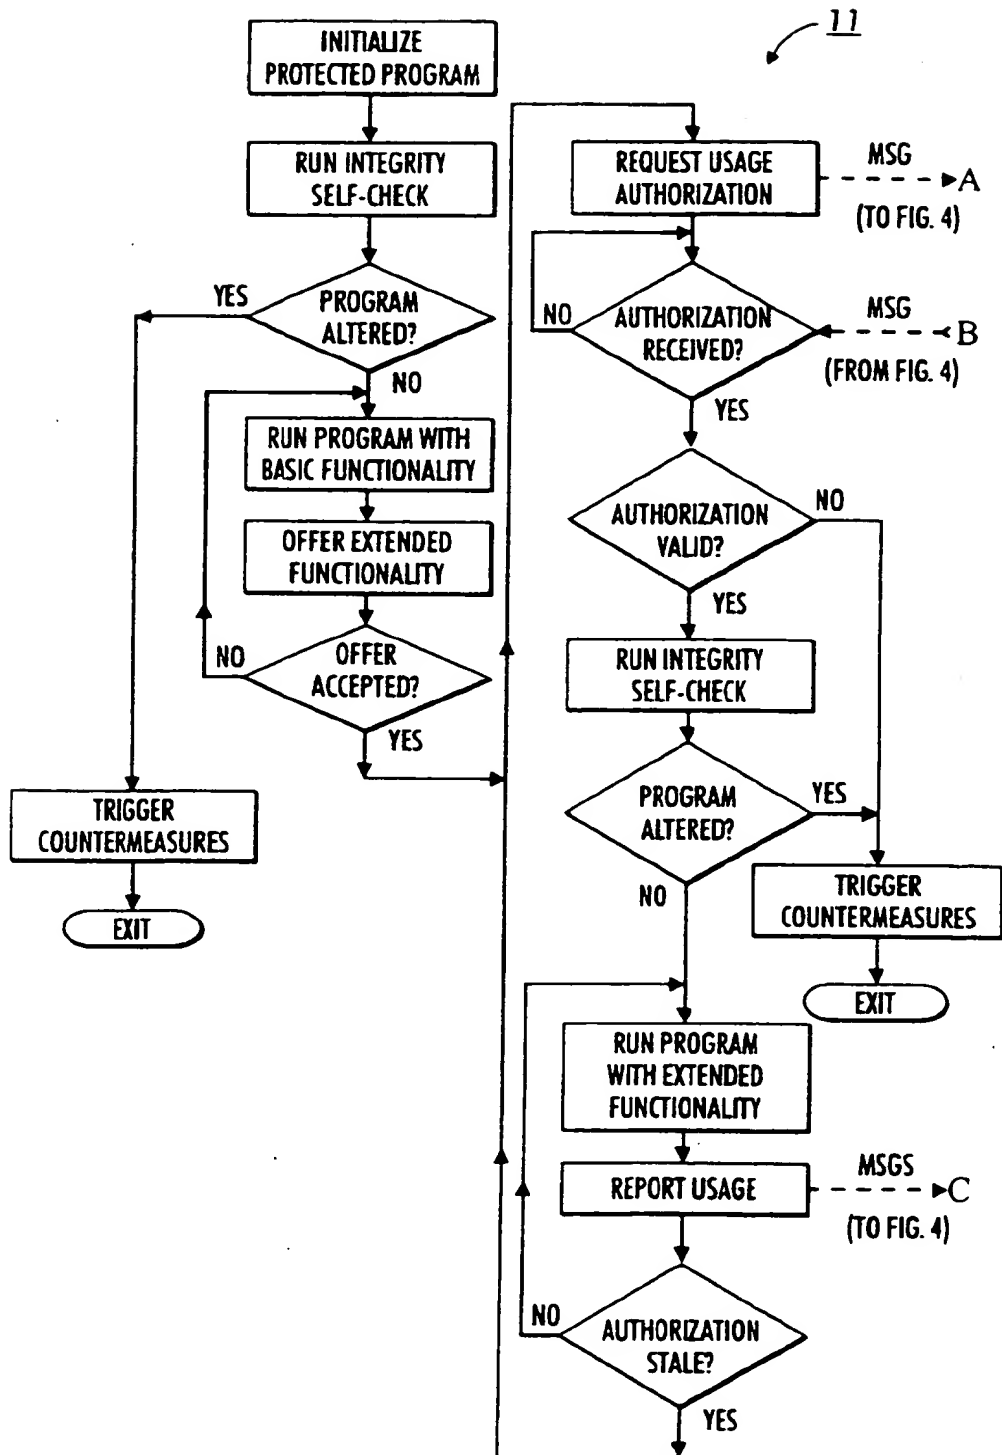 11
INITIALIZE
PROTECTED PROGRAM
RUN INTEGRITY
SELF-CHECK
YES
PROGRAM
ALTERED?
NO
RUN PROGRAM WITH
BASIC FUNCTIONALITY
OFFER EXTENDED
FUNCTIONALITY
NO
OFFER
ACCEPTED?
YES
TRIGGER
COUNTERMEASURES
EXIT
REQUEST USAGE
AUTHORIZATION
MSG
A
(TO FIG. 4)
NO
AUTHORIZATION
RECEIVED?
MSG
B
(FROM FIG. 4)
YES
AUTHORIZATION
VALID?
NO
YES
RUN INTEGRITY
SELF-CHECK
PROGRAM
ALTERED?
YES
NO
TRIGGER
COUNTERMEASURES
EXIT
RUN PROGRAM
WITH EXTENDED
FUNCTIONALITY
REPORT USAGE
MSGS
C
(TO FIG. 4)
NO
AUTHORIZATION
STALE?
YES